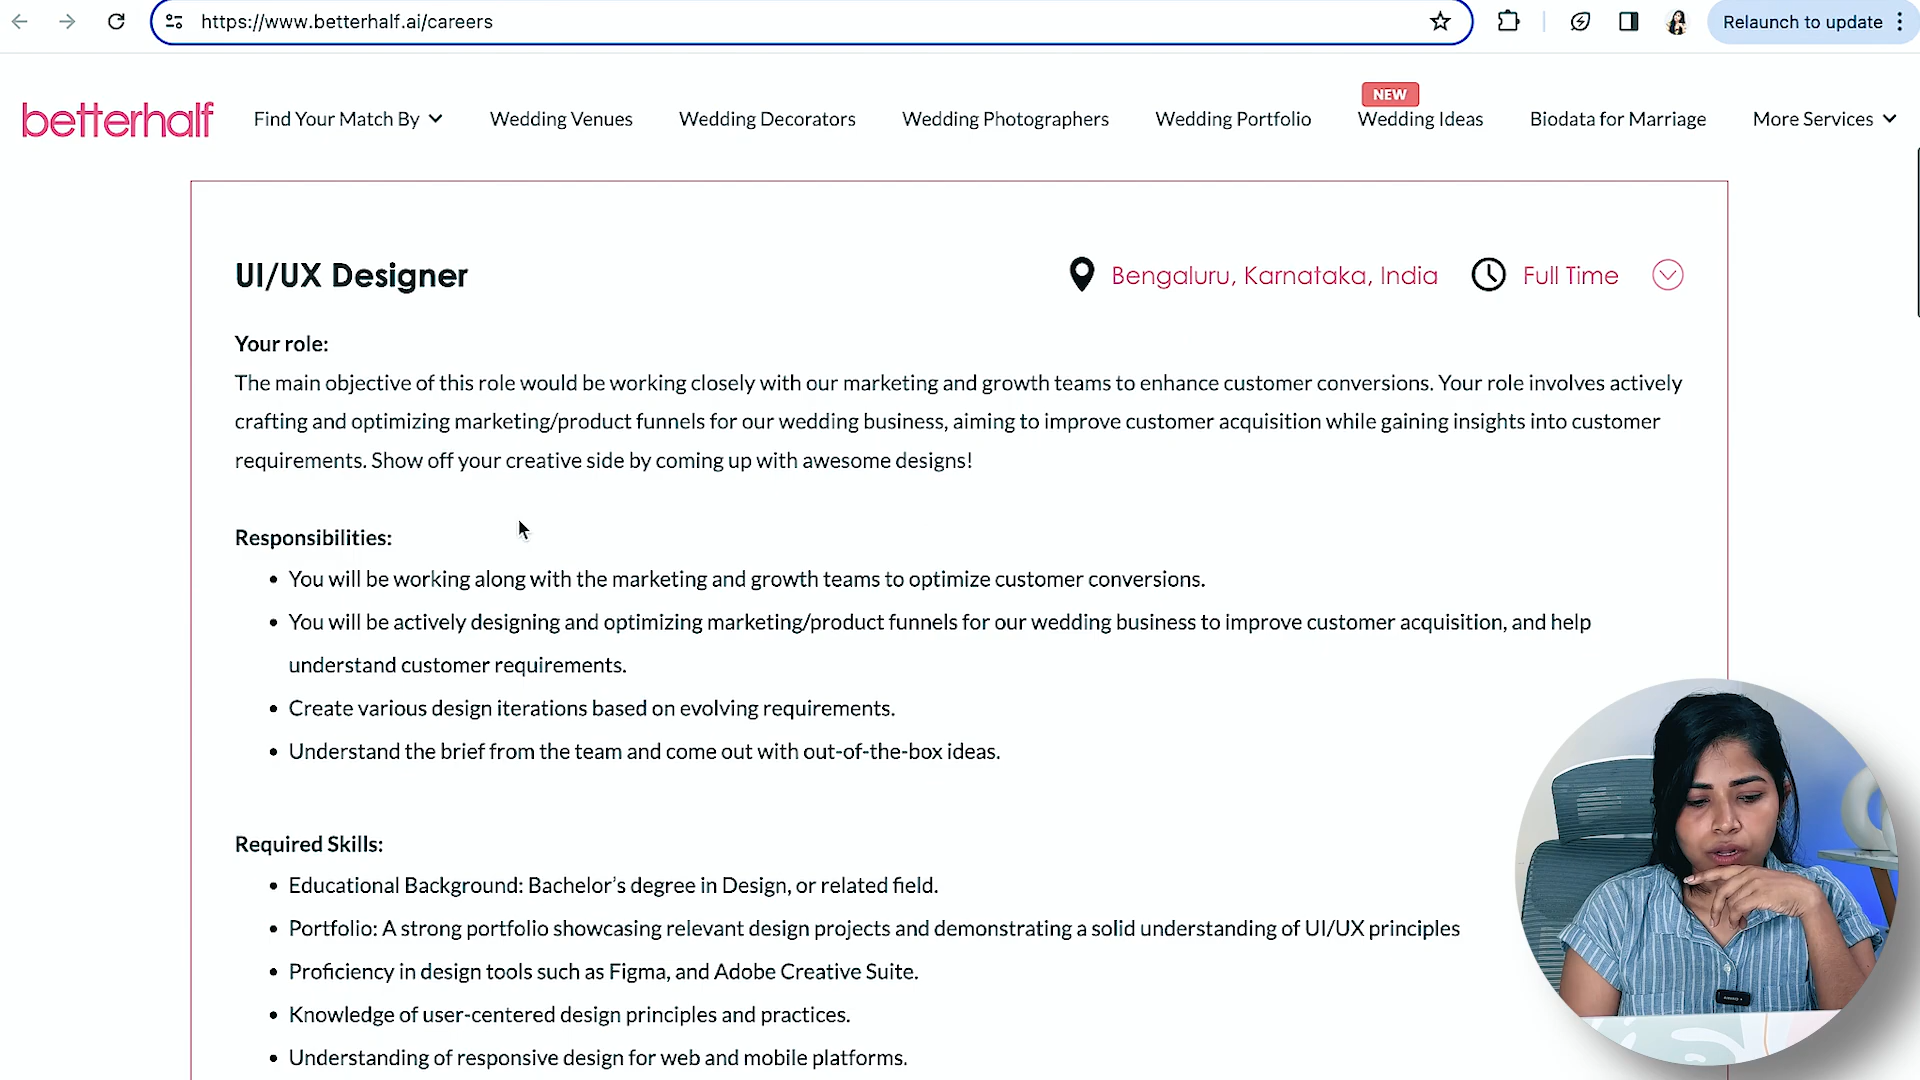 https://www.betterhalf.ai/careers
Relaunch to update
betterhalf
Find Your Match By
Wedding Venues
Wedding Decorators
Wedding Photographers
Wedding Portfolio
NEW
Wedding Ideas
Biodata for Marriage
More Services
UI/UX Designer
Bengaluru, Karnataka, India
Full Time
Your role:
The main objective of this role would be working closely with our marketing and growth teams to enhance customer conversions. Your role involves actively
crafting and optimizing marketing/product funnels for our wedding business, aiming to improve customer acquisition while gaining insights into customer
requirements. Show off your creative side by coming up with awesome designs!
Responsibilities:
• You will be working along with the marketing and growth teams to optimize customer conversions.
• You will be actively designing and optimizing marketing/product funnels for our wedding business to improve customer acquisition, and help
understand customer requirements.
• Create various design iterations based on evolving requirements.
• Understand the brief from the team and come out with out-of-the-box ideas.
Required Skills:
• Educational Background: Bachelor’s degree in Design, or related field.
• Portfolio: A strong portfolio showcasing relevant design projects and demonstrating a solid understanding of UI/UX principles
• Proficiency in design tools such as Figma, and Adobe Creative Suite.
• Knowledge of user-centered design principles and practices.
• Understanding of responsive design for web and mobile platforms.